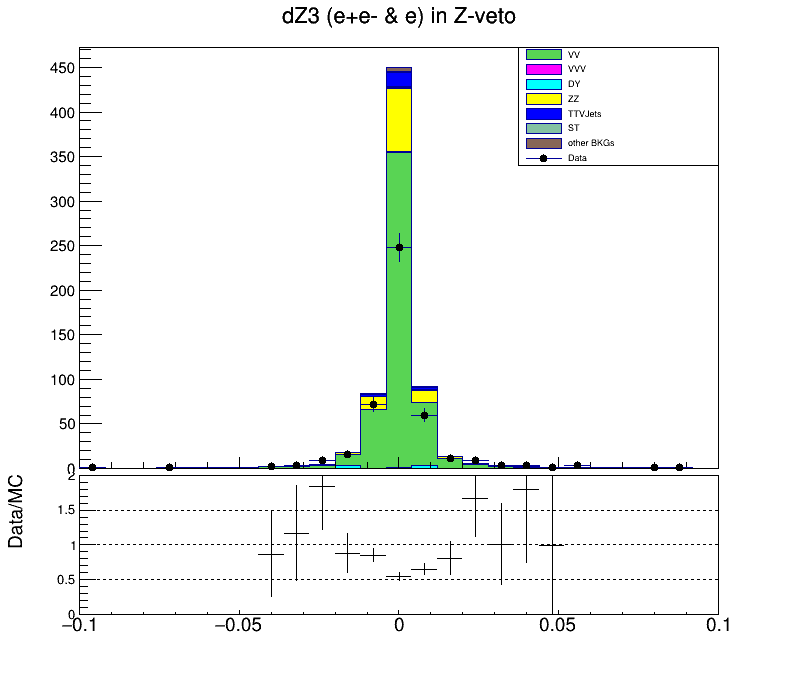 dZ3 (e+e- & e) in Z-veto
VV
VVV
DY
ZZ
TTVJets
ST
other BKGs
Data
450
400
350
300
250
200
150
100
50
0
Data/MC
2
1.5
1
0.5
0
−0.1 −0.05 0 0.05 0.1